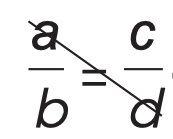 a/b = c/d